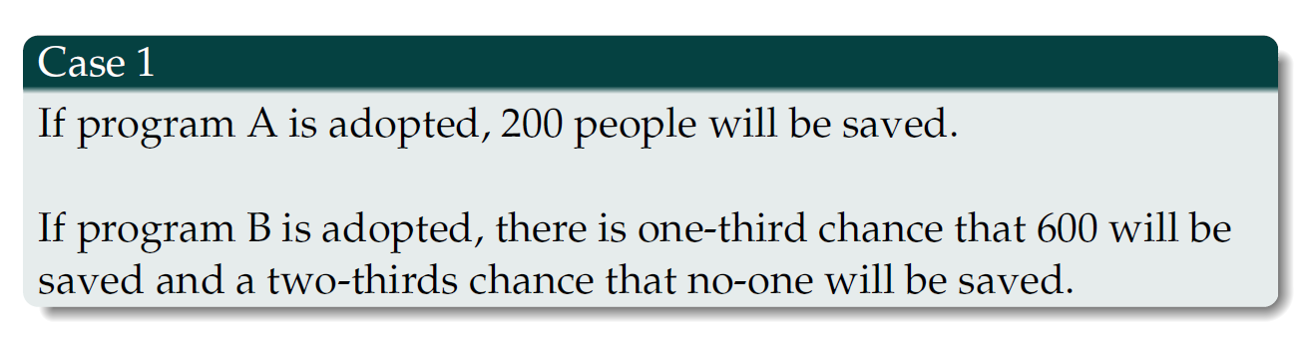 Case 1
If program A is adopted, 200 people will be saved.
If program B is adopted, there is one-third chance that 600 will be
saved and a two-thirds chance that no-one will be saved.